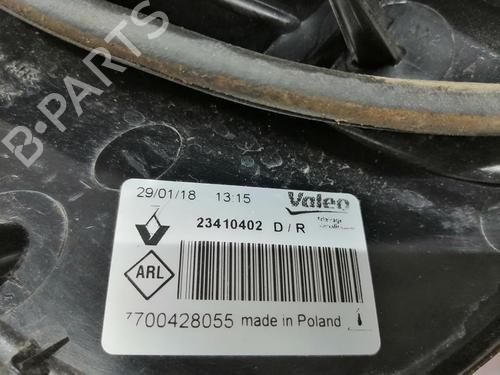 B-PARTS
29/01/18 13:15 Valeo
23410402 D/R
ARL
7700428055 made in Poland